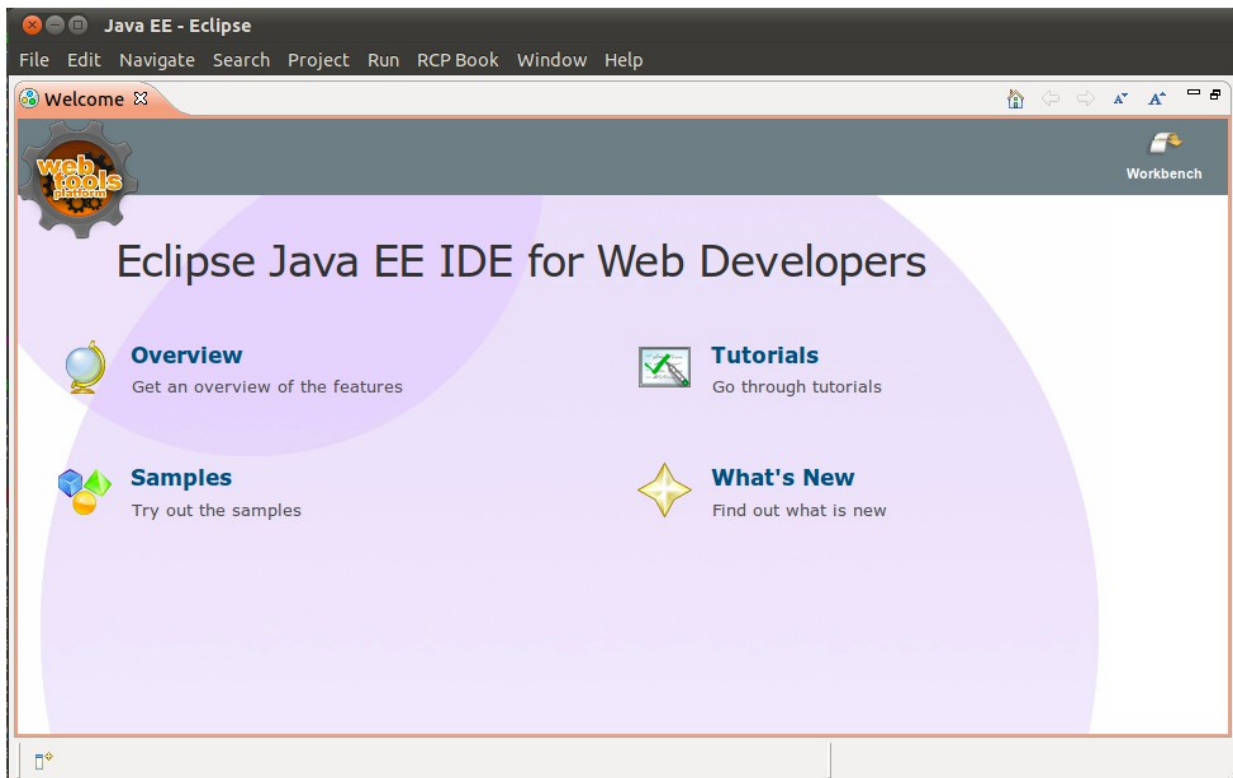 Java EE - Eclipse
File Edit Navigate Search Project Run RCP Book Window Help
Welcome
web
tools
platform
Workbench
Eclipse Java EE IDE for Web Developers
Overview
Get an overview of the features
Tutorials
Go through tutorials
Samples
Try out the samples
What's New
Find out what is new